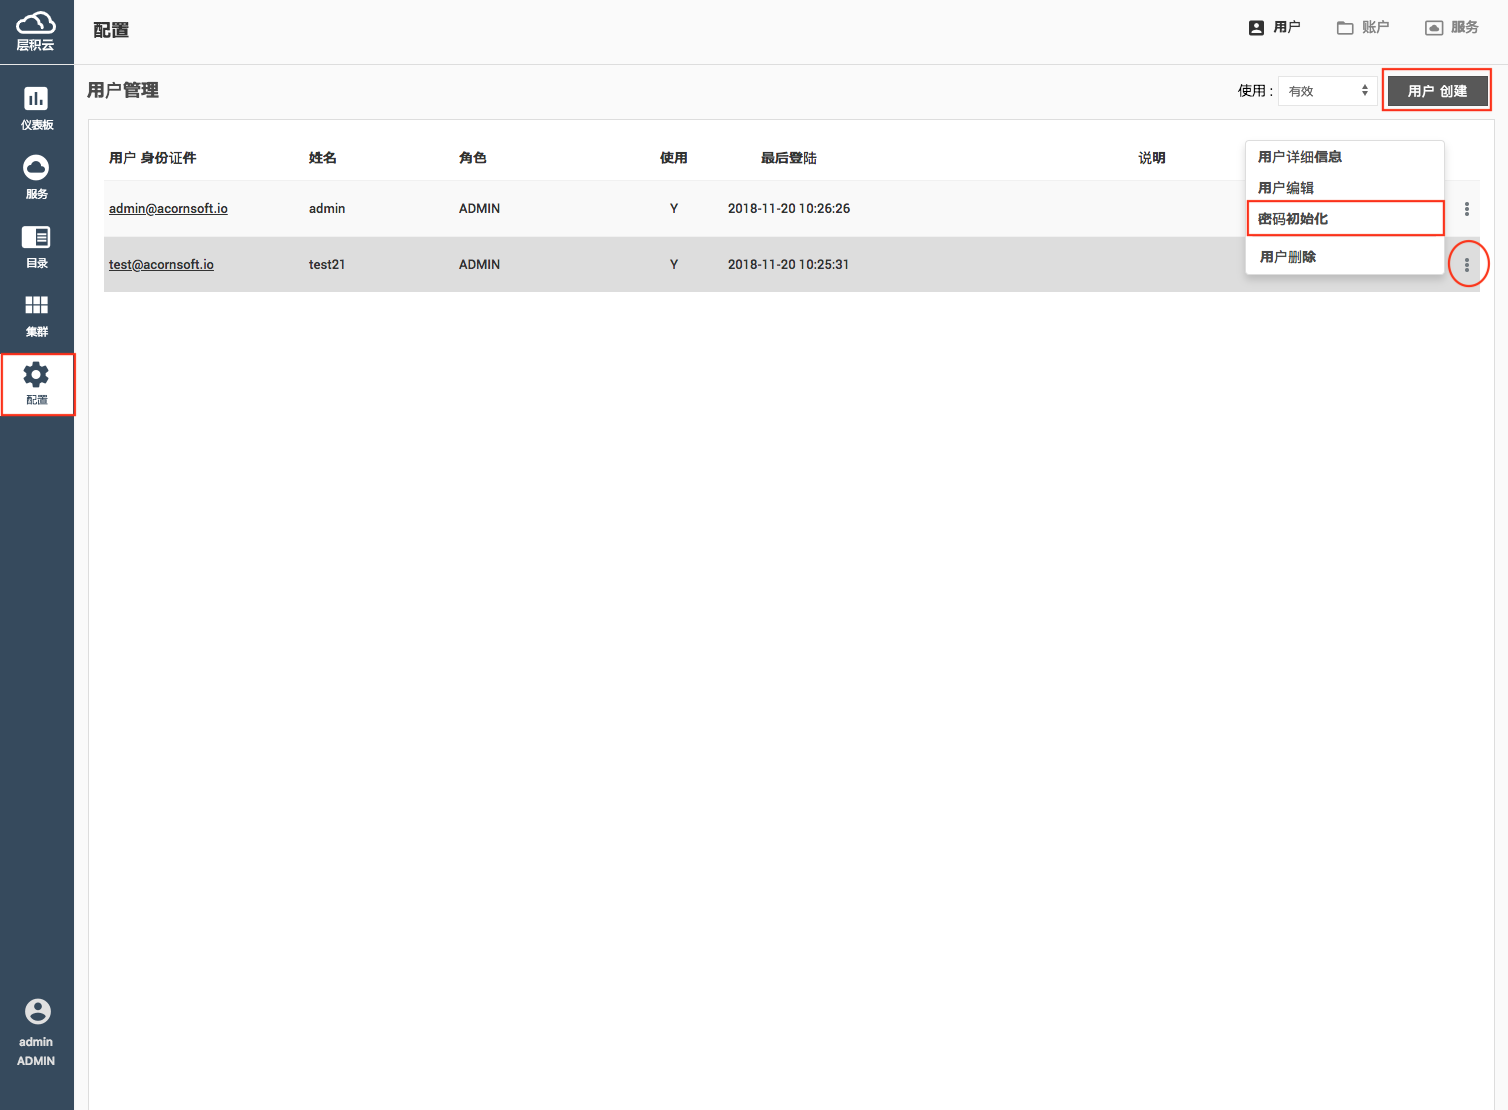 层积云
配置
用户
账户
服务
仪表板
服务
目录
集群
配置
admin
ADMIN
用户管理
使用 :
有效
用户 创建
用户 身份证件 姓名 角色 使用 最后登陆 说明
admin@acornsoft.io admin ADMIN Y 2018-11-20 10:26:26
test@acornsoft.io test21 ADMIN Y 2018-11-20 10:25:31
用户详细信息
用户编辑
密码初始化
用户删除